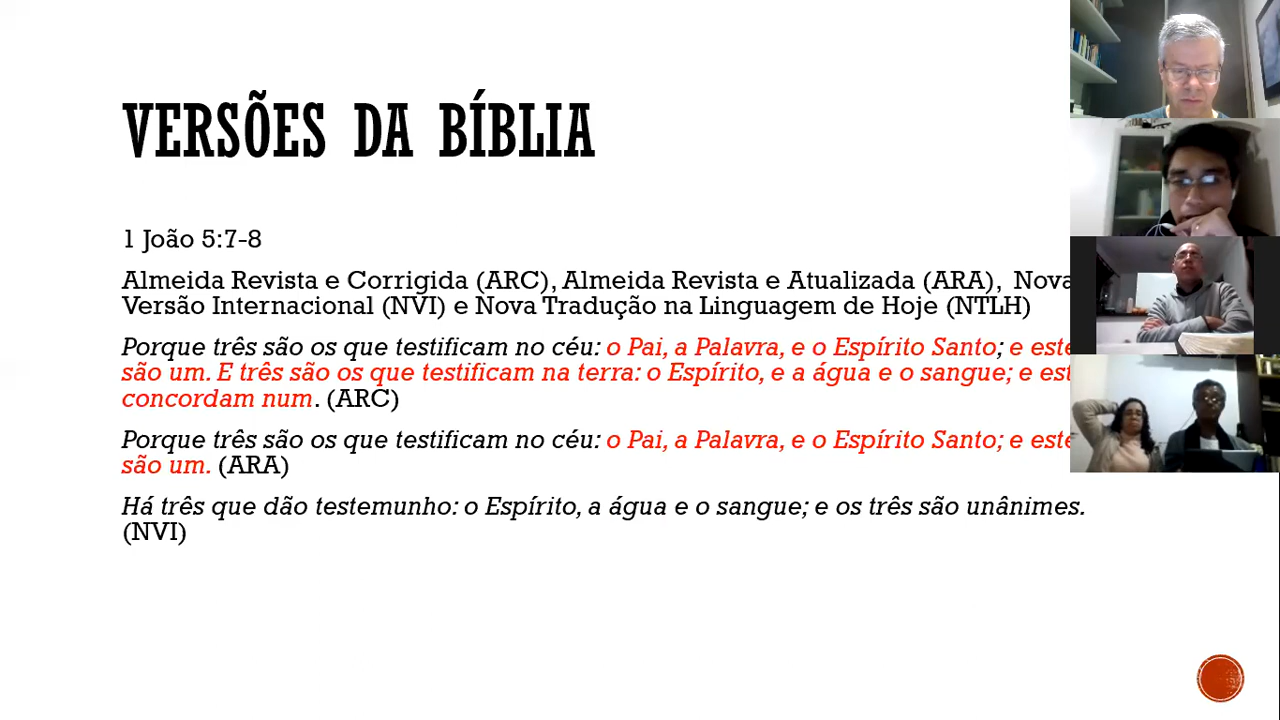 VERSÕES DA BÍBLIA
1 João 5:7-8
Almeida Revista e Corrigida (ARC), Almeida Revista e Atualizada (ARA), Nova
Versão Internacional (NVI) e Nova Tradução na Linguagem de Hoje (NTLH)
Porque três são os que testificam no céu: o Pai, a Palavra, e o Espírito Santo; e
são um. E três são os que testificam na terra: o Espírito, e a água e o sangue; e
concordam num. (ARC)
Porque três são os que testificam no céu: o Pai, a Palavra, e o Espírito Santo; e
são um. (ARA)
Há três que dão testemunho: o Espírito, a água e o sangue; e os três são unânimes.
(NVI)